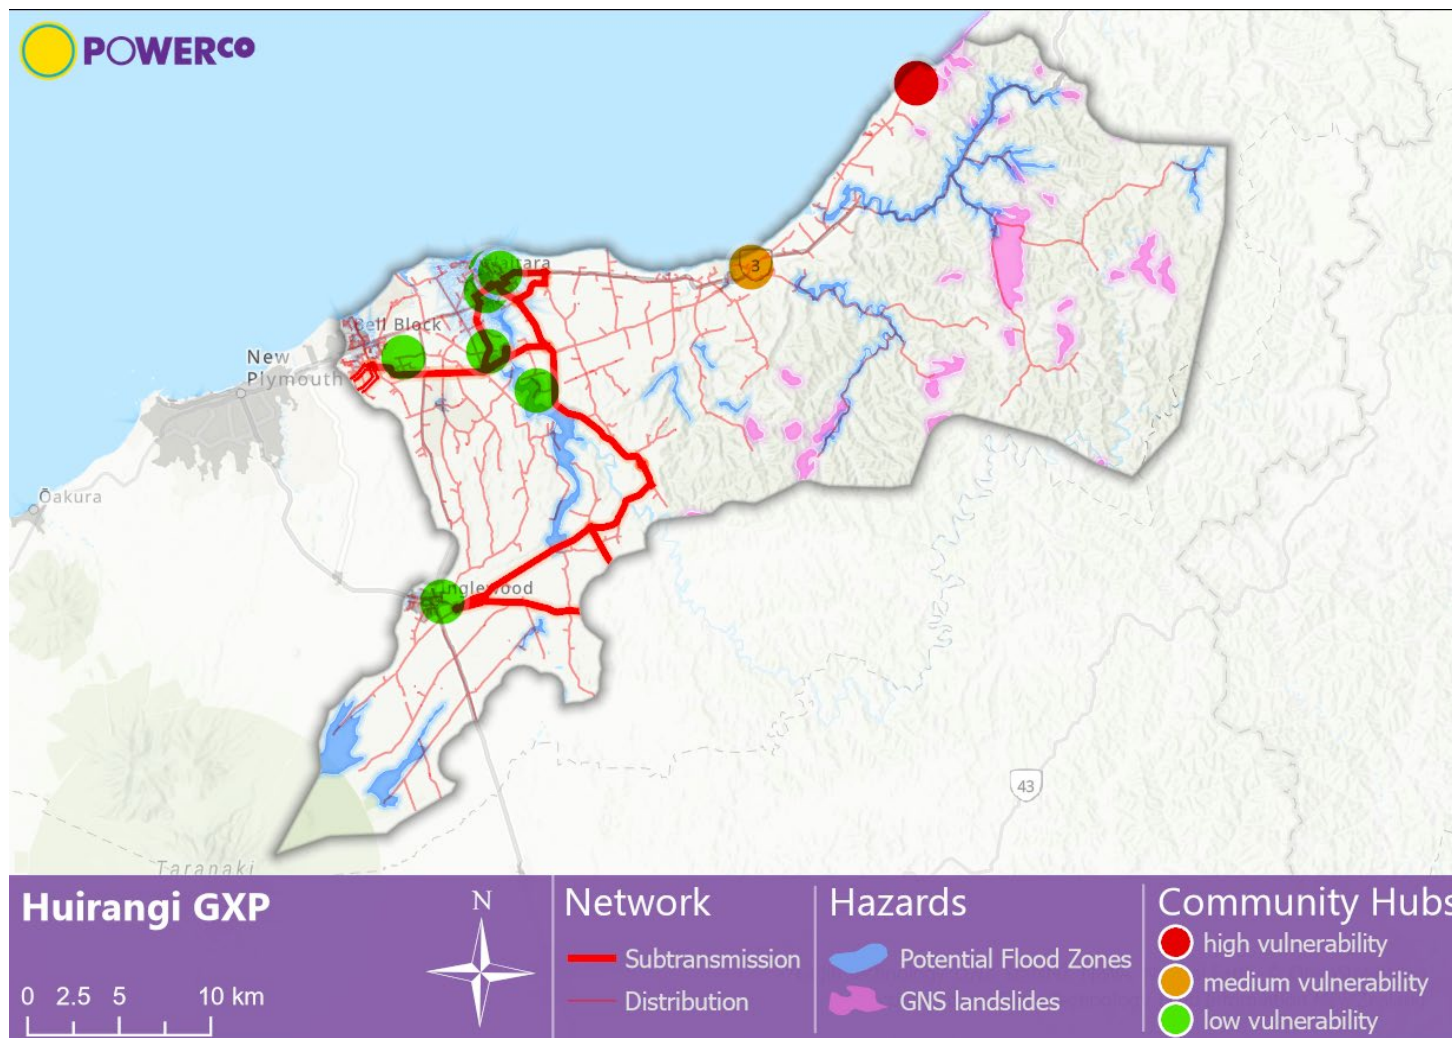 POWERCO
3
Bell Block
New
Plymouth
Ōakura
Inglewood
43
Taranaki
Huirangi GXP
N
0 2.5 5 10 km
Network
Subtransmission
Distribution
Hazards
Potential Flood Zones
GNS landslides
Community Hubs
high vulnerability
medium vulnerability
low vulnerability